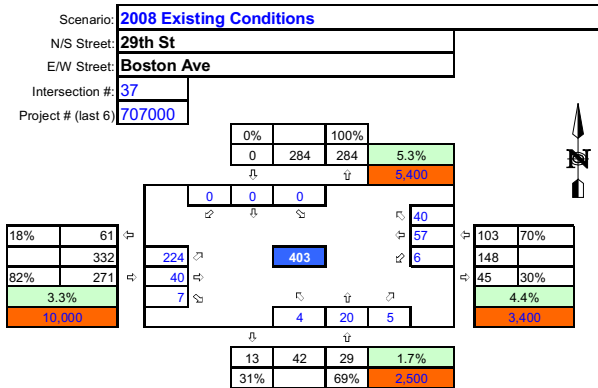 Scenario: 2008 Existing Conditions
N/S Street: 29th St
E/W Street: Boston Ave
Intersection #: 37
Project # (last 6) 707000
0% 100%
0 284 284 5.3%
⇩ ⇧ 5,400
N
0 0 0
40
18% 61 ⇦ 57 ⇦ 103 70%
332 224 403 6 148
82% 271 ⇨ 40 ⇨ ⇨ 45 30%
3.3% 7 4.4%
10,000 4 20 5 3,400
⇩ ⇧
13 42 29 1.7%
31% 69% 2,500